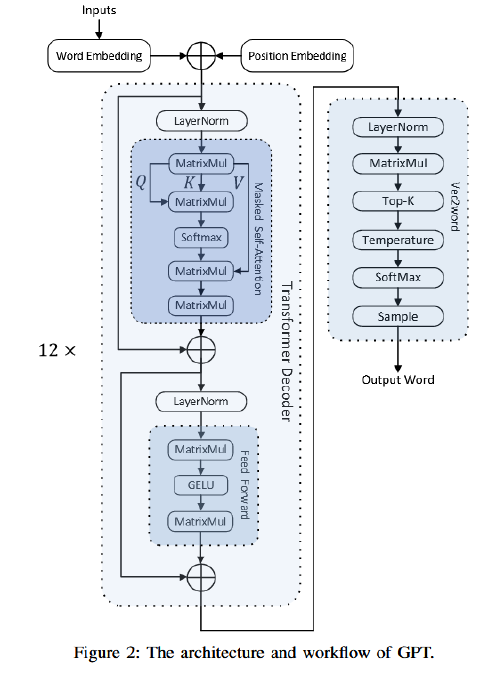 Inputs
Word Embedding
Position Embedding
LayerNorm
MatrixMul
Q
K
V
MatrixMul
Softmax
MatrixMul
MatrixMul
Masked Self-Attention
12 ×
LayerNorm
MatrixMul
GELU
MatrixMul
Feed Forward
Transformer Decoder
LayerNorm
MatrixMul
Top-K
Temperature
SoftMax
Sample
Vec2word
Output Word
Figure 2: The architecture and workflow of GPT.